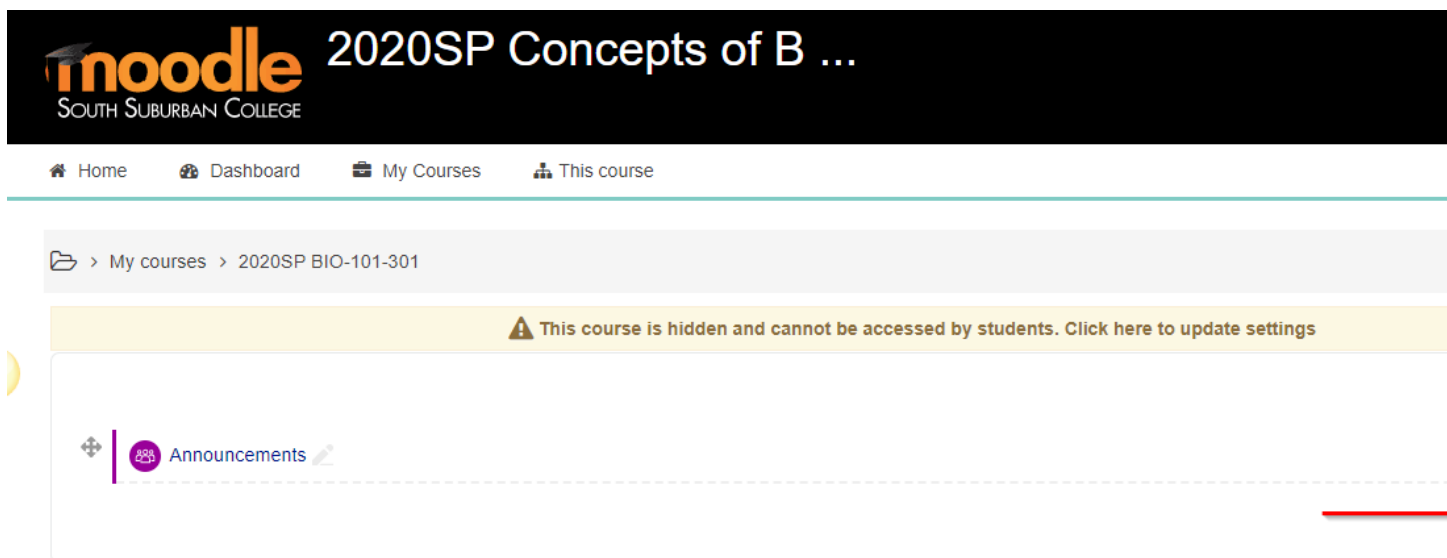 moodle
SOUTH SUBURBAN COLLEGE
2020SP Concepts of B ...
Home Dashboard My Courses This course
> My courses > 2020SP BIO-101-301
This course is hidden and cannot be accessed by students. Click here to update settings
Announcements